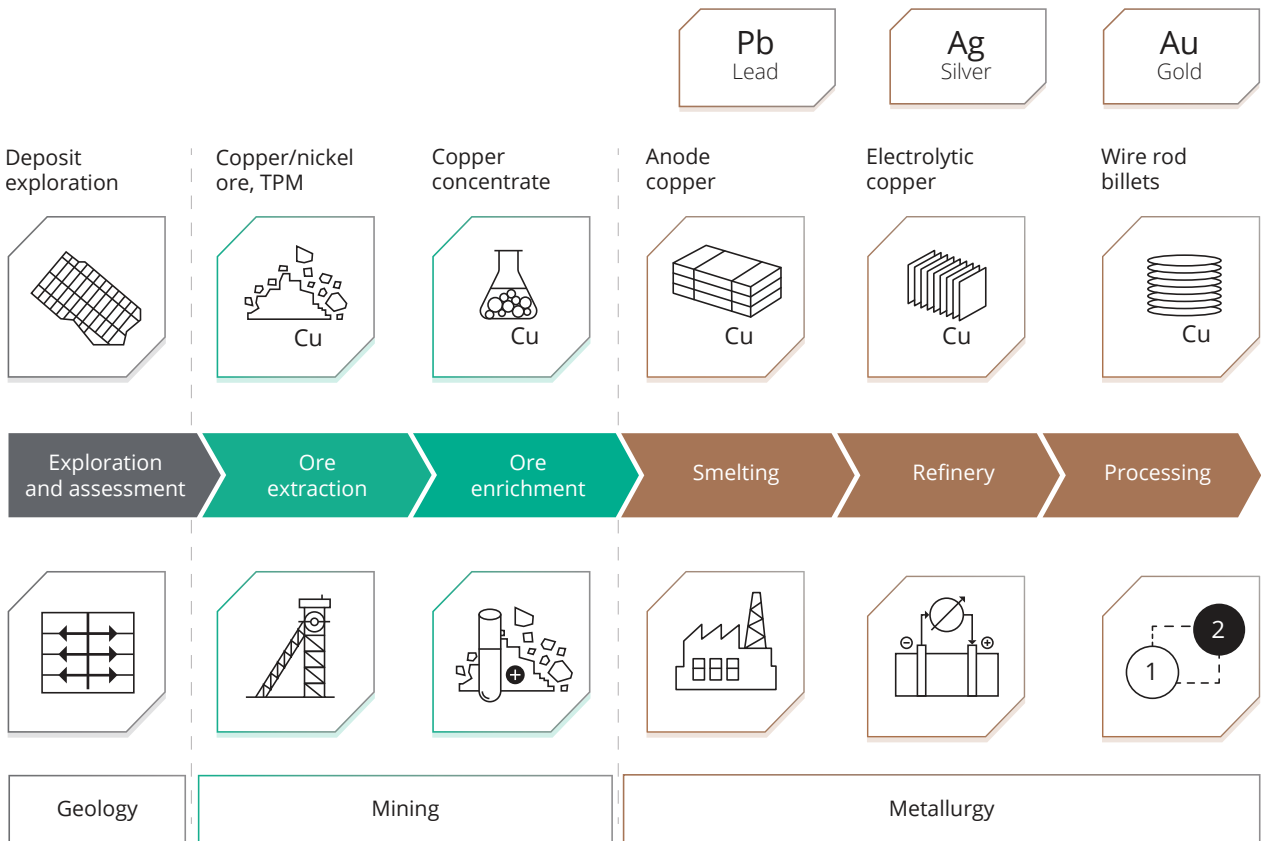 Pb
Lead
Ag
Silver
Au
Gold
Deposit
exploration
Copper/nickel
ore, TPM
Copper
concentrate
Anode
copper
Electrolytic
copper
Wire rod
billets
Cu
Cu
Cu
Cu
Cu
Exploration
and assessment
Ore
extraction
Ore
enrichment
Smelting
Refinery
Processing
+
−
+
1
2
Geology
Mining
Metallurgy